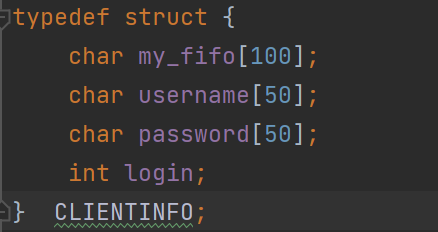 typedef struct {
    char my_fifo[100];
    char username[50];
    char password[50];
    int login;
}  CLIENTINFO;